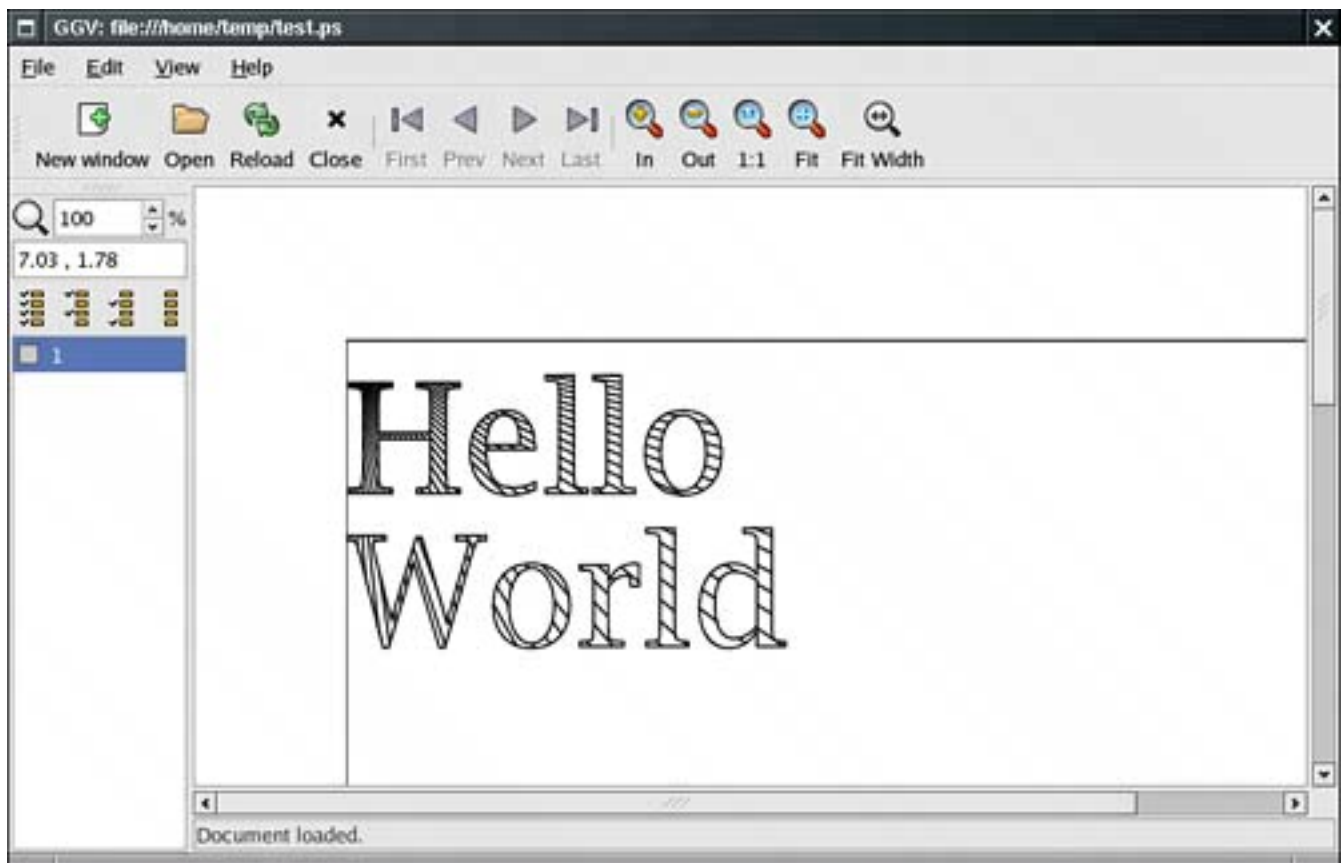 GGV: file:///home/temp/test.ps
File Edit View Help
New window Open Reload Close First Prev Next Last In Out 1:1 Fit Fit Width
100 %
7.03 , 1.78
1
Hello
World
Document loaded.